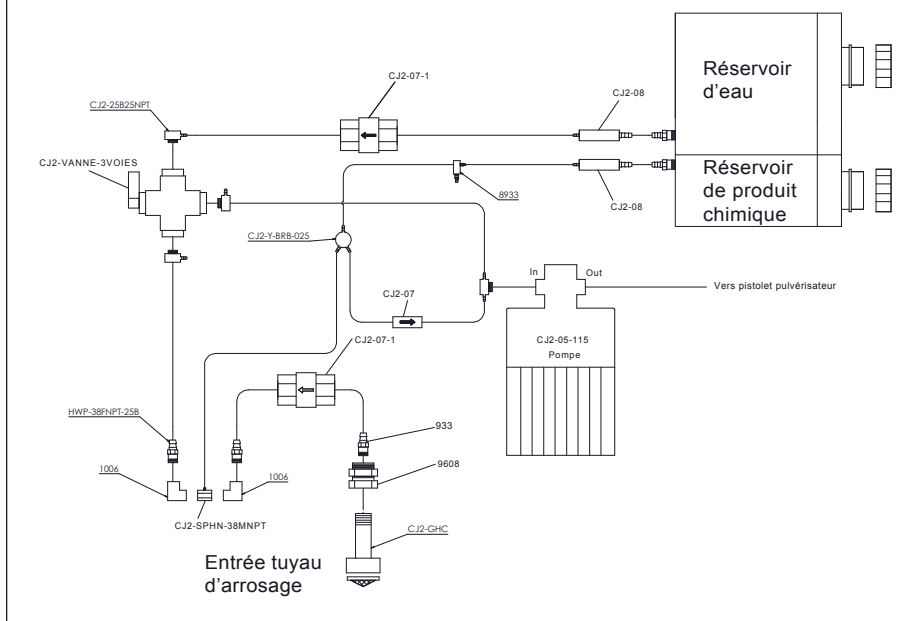 Réservoir
d'eau
CJ2-07-1
CJ2-08
CJ2-25B25NPT
CJ2-VANNE-3VOIES
Réservoir
de produit
chimique
8933
CJ2-08
CJ2-Y-BRB-025
In
Out
Vers pistolet pulvérisateur
CJ2-07
CJ2-05-115
Pompe
CJ2-07-1
HWP-38FNPT-25B
933
9608
1006
1006
CJ2-SPHN-38MNPT
CJ2-GHC
Entrée tuyau
d'arrosage